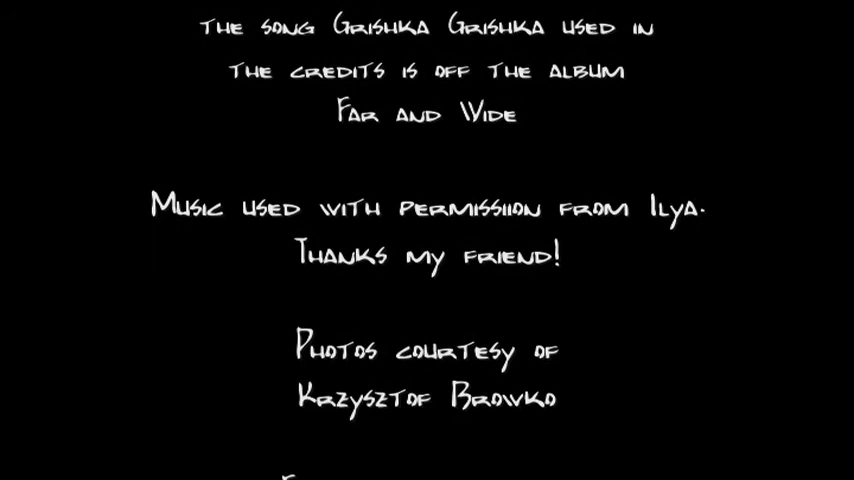 The song Grishka Grishka used in
the credits is off the album
Far and Wide
Music used with permissiion from Ilya.
Thanks my friend!
Photos courtesy of
Krzysztof Browko